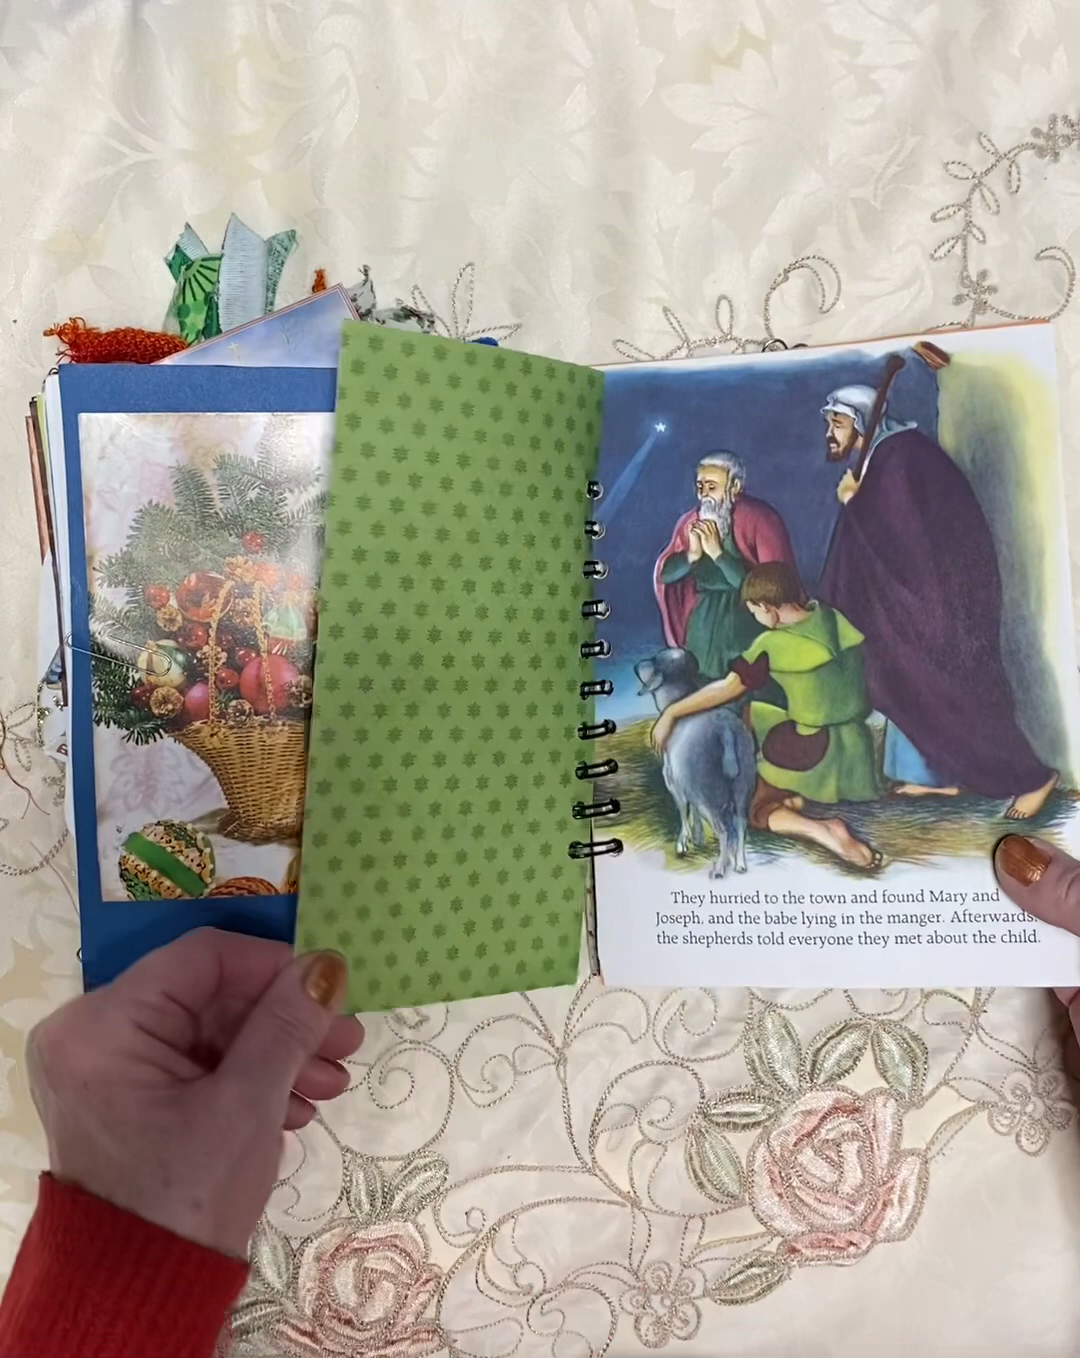 They hurried to the town and found Mary and
Joseph, and the babe lying in the manger. Afterwards,
the shepherds told everyone they met about the child.